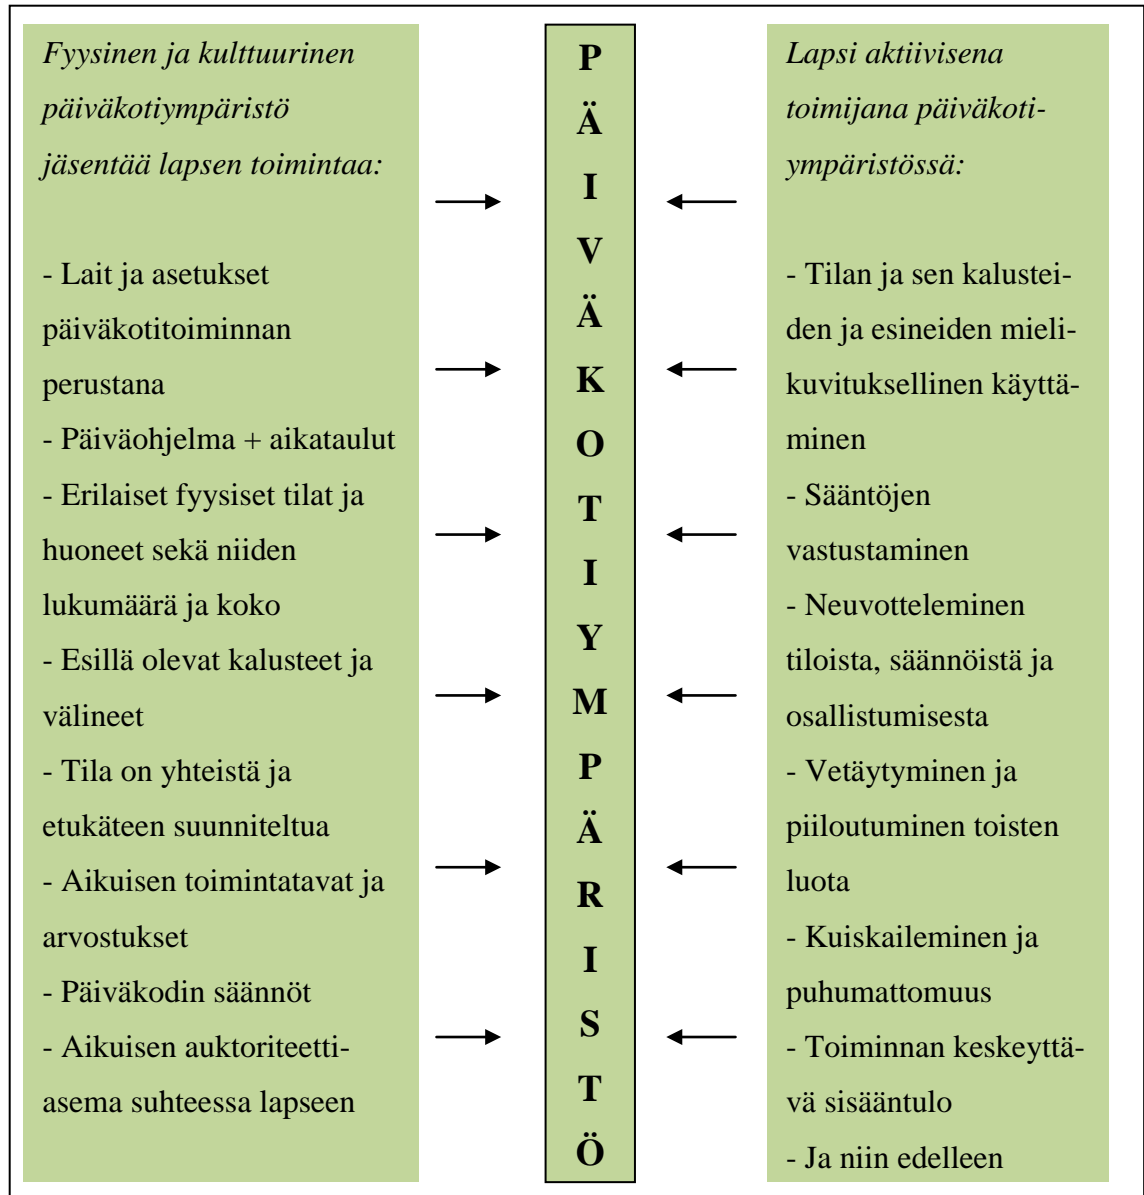 Fyysinen ja kulttuurinen
päiväkotiympäristö
jäsentää lapsen toimintaa:
- Lait ja asetukset
päiväkotitoiminnan
perustana
- Päiväohjelma + aikataulut
- Erilaiset fyysiset tilat ja
huoneet sekä niiden
lukumäärä ja koko
- Esillä olevat kalusteet ja
välineet
- Tila on yhteistä ja
etukäteen suunniteltua
- Aikuisen toimintatavat ja
arvostukset
- Päiväkodin säännöt
- Aikuisen auktoriteetti-
asema suhteessa lapseen
P
Ä
I
V
Ä
K
O
T
I
Y
M
P
Ä
R
I
S
T
Ö
Lapsi aktiivisena
toimijana päiväkoti-
ympäristössä:
- Tilan ja sen kalustei-
den ja esineiden mieli-
kuvituksellinen käyttä-
minen
- Sääntöjen
vastustaminen
- Neuvotteleminen
tiloista, säännöistä ja
osallistumisesta
- Vetäytyminen ja
piiloutuminen toisten
luota
- Kuiskaileminen ja
puhumattomuus
- Toiminnan keskeyttä-
vä sisääntulo
- Ja niin edelleen